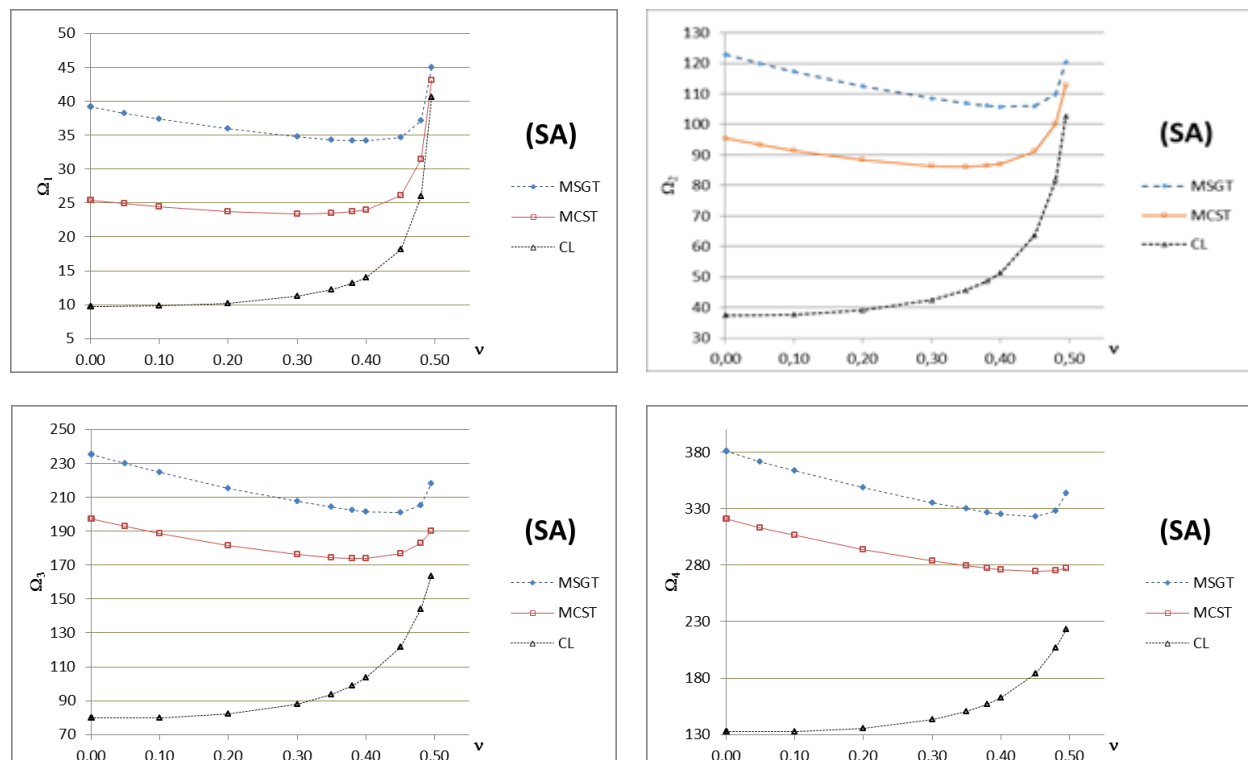 50
45
40
35
30
25
20
15
10
5
Ω1
0.00 0.10 0.20 0.30 0.40 0.50
ν
(SA)
MSGT
MCST
CL
130
120
110
100
90
80
70
60
50
40
30
Ω2
0,00 0,10 0,20 0,30 0,40 0,50
ν
(SA)
MSGT
MCST
CL
250
230
210
190
170
150
130
110
90
70
Ω3
0.00 0.10 0.20 0.30 0.40 0.50
ν
(SA)
MSGT
MCST
CL
380
330
280
230
180
130
Ω4
0.00 0.10 0.20 0.30 0.40 0.50
ν
(SA)
MSGT
MCST
CL